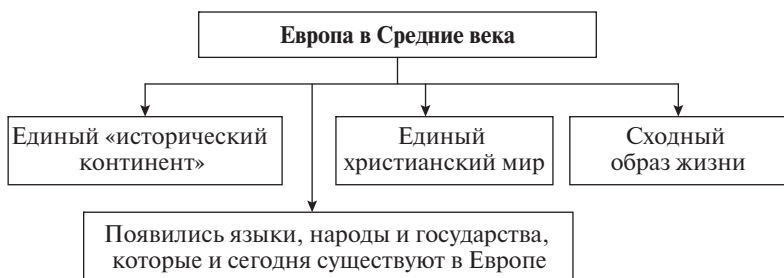 Европа в Средние века
Единый «исторический
континент»
Единый
христианский мир
Сходный
образ жизни
Появились языки, народы и государства,
которые и сегодня существуют в Европе